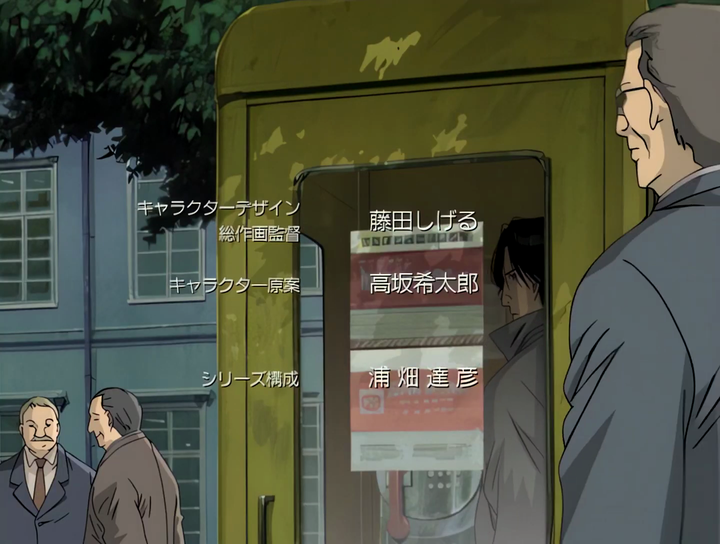 キャラクターデザイン
総作画監督
藤田しげる
キャラクター原案
高坂希太郎
シリーズ構成
浦畑達彦